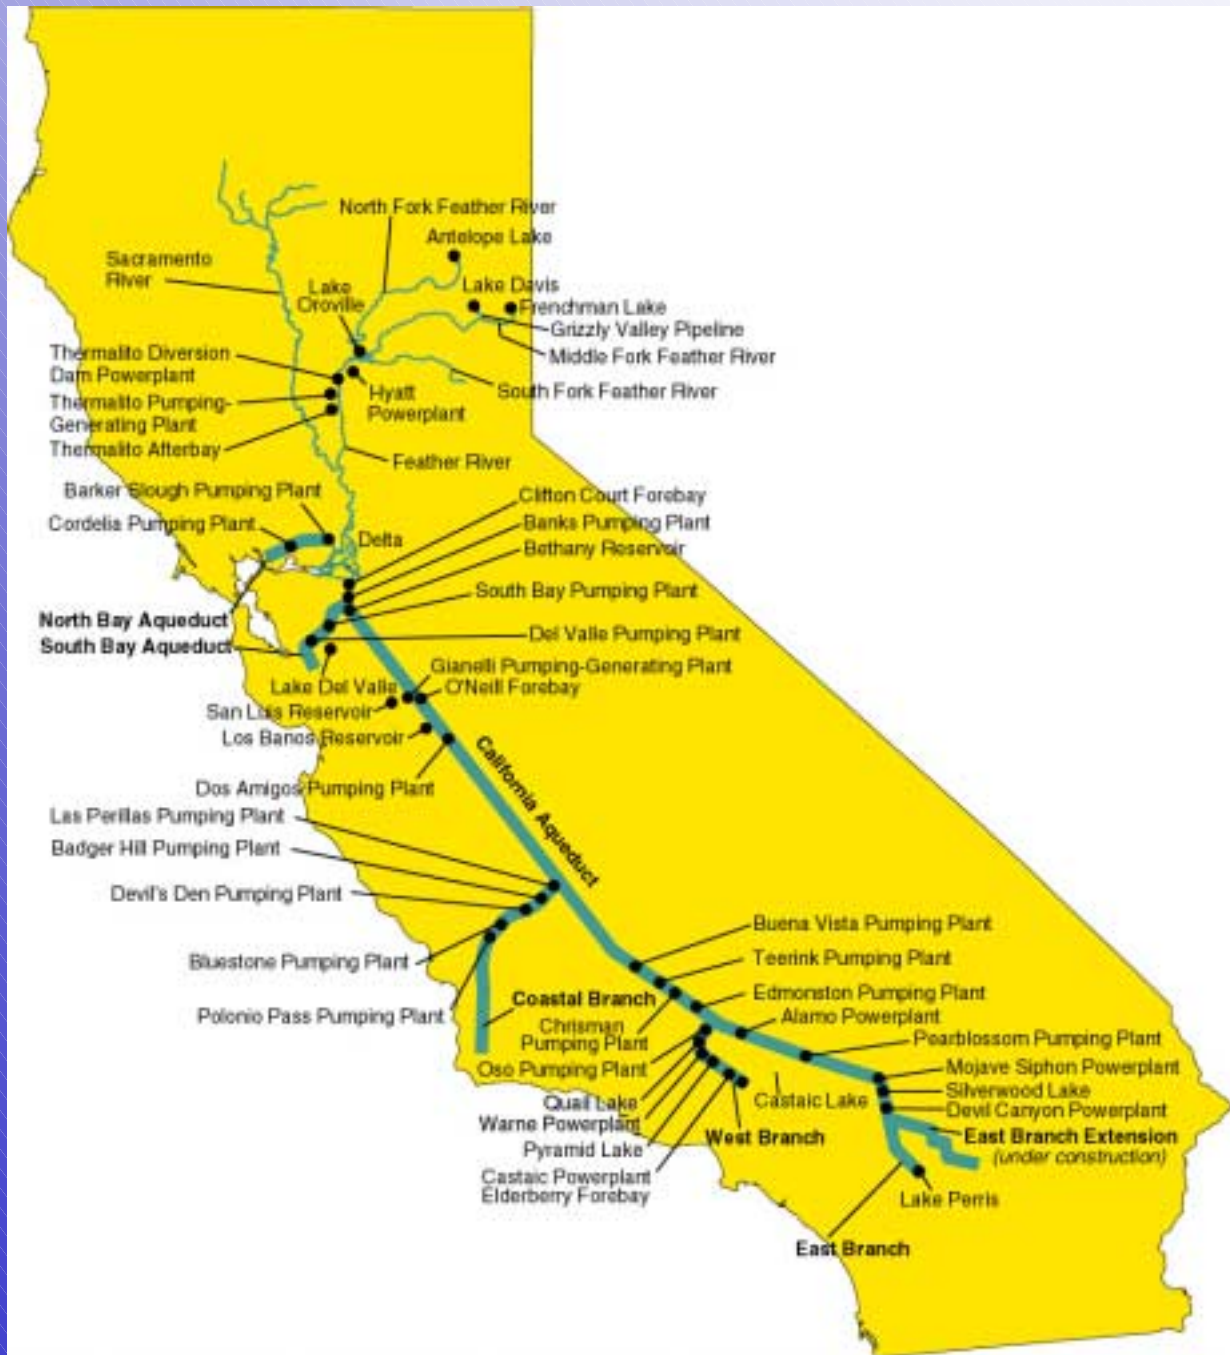 North Fork Feather River
Antelope Lake
Sacramento
River
Lake
Oroville
Lake Davis
Frenchman Lake
Grizzly Valley Pipeline
Middle Fork Feather River
Thermalito Diversion
Dam Powerplant
South Fork Feather River
Hyatt
Powerplant
Thermalito Pumping-
Generating Plant
Thermalito Afterbay
Feather River
Barker Slough Pumping Plant
Clifton Court Forebay
Cordelia Pumping Plant
Banks Pumping Plant
Delta
Bethany Reservoir
South Bay Pumping Plant
North Bay Aqueduct
Del Valle Pumping Plant
South Bay Aqueduct
Gianelli Pumping-Generating Plant
Lake Del Valle
O'Neill Forebay
San Luis Reservoir
Los Banos Reservoir
California Aqueduct
Dos Amigos Pumping Plant
Las Perillas Pumping Plant
Badger Hill Pumping Plant
Devil's Den Pumping Plant
Buena Vista Pumping Plant
Bluestone Pumping Plant
Teerink Pumping Plant
Edmonston Pumping Plant
Coastal Branch
Polonio Pass Pumping Plant
Alamo Powerplant
Chrisman
Pumping Plant
Pearblossom Pumping Plant
Oso Pumping Plant
Mojave Siphon Powerplant
Silverwood Lake
Castaic Lake
Quail Lake
Devil Canyon Powerplant
Warne Powerplant
West Branch
East Branch Extension
(under construction)
Pyramid Lake
Castaic Powerplant
Elderberry Forebay
Lake Perris
East Branch